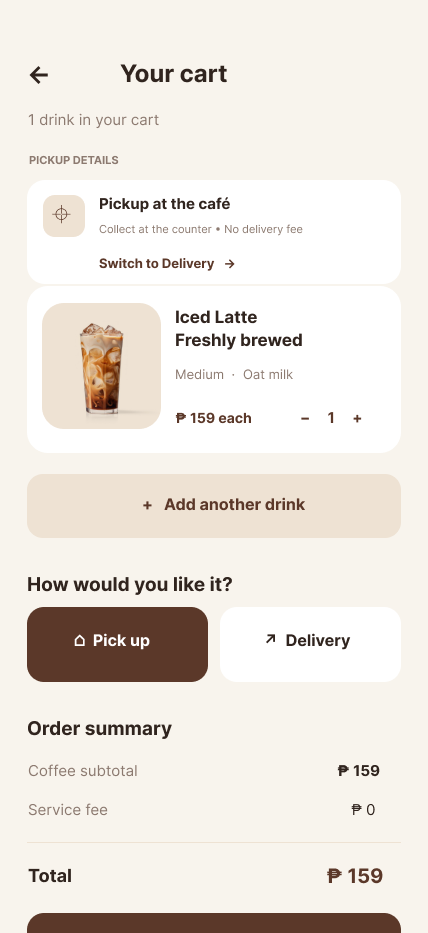 ← Your cart
1 drink in your cart
PICKUP DETAILS
Pickup at the café
Collect at the counter • No delivery fee
Switch to Delivery →
Iced Latte
Freshly brewed
Medium · Oat milk
₱ 159 each − 1 +
+ Add another drink
How would you like it?
⌂ Pick up
↗ Delivery
Order summary
Coffee subtotal ₱ 159
Service fee ₱ 0
Total ₱ 159